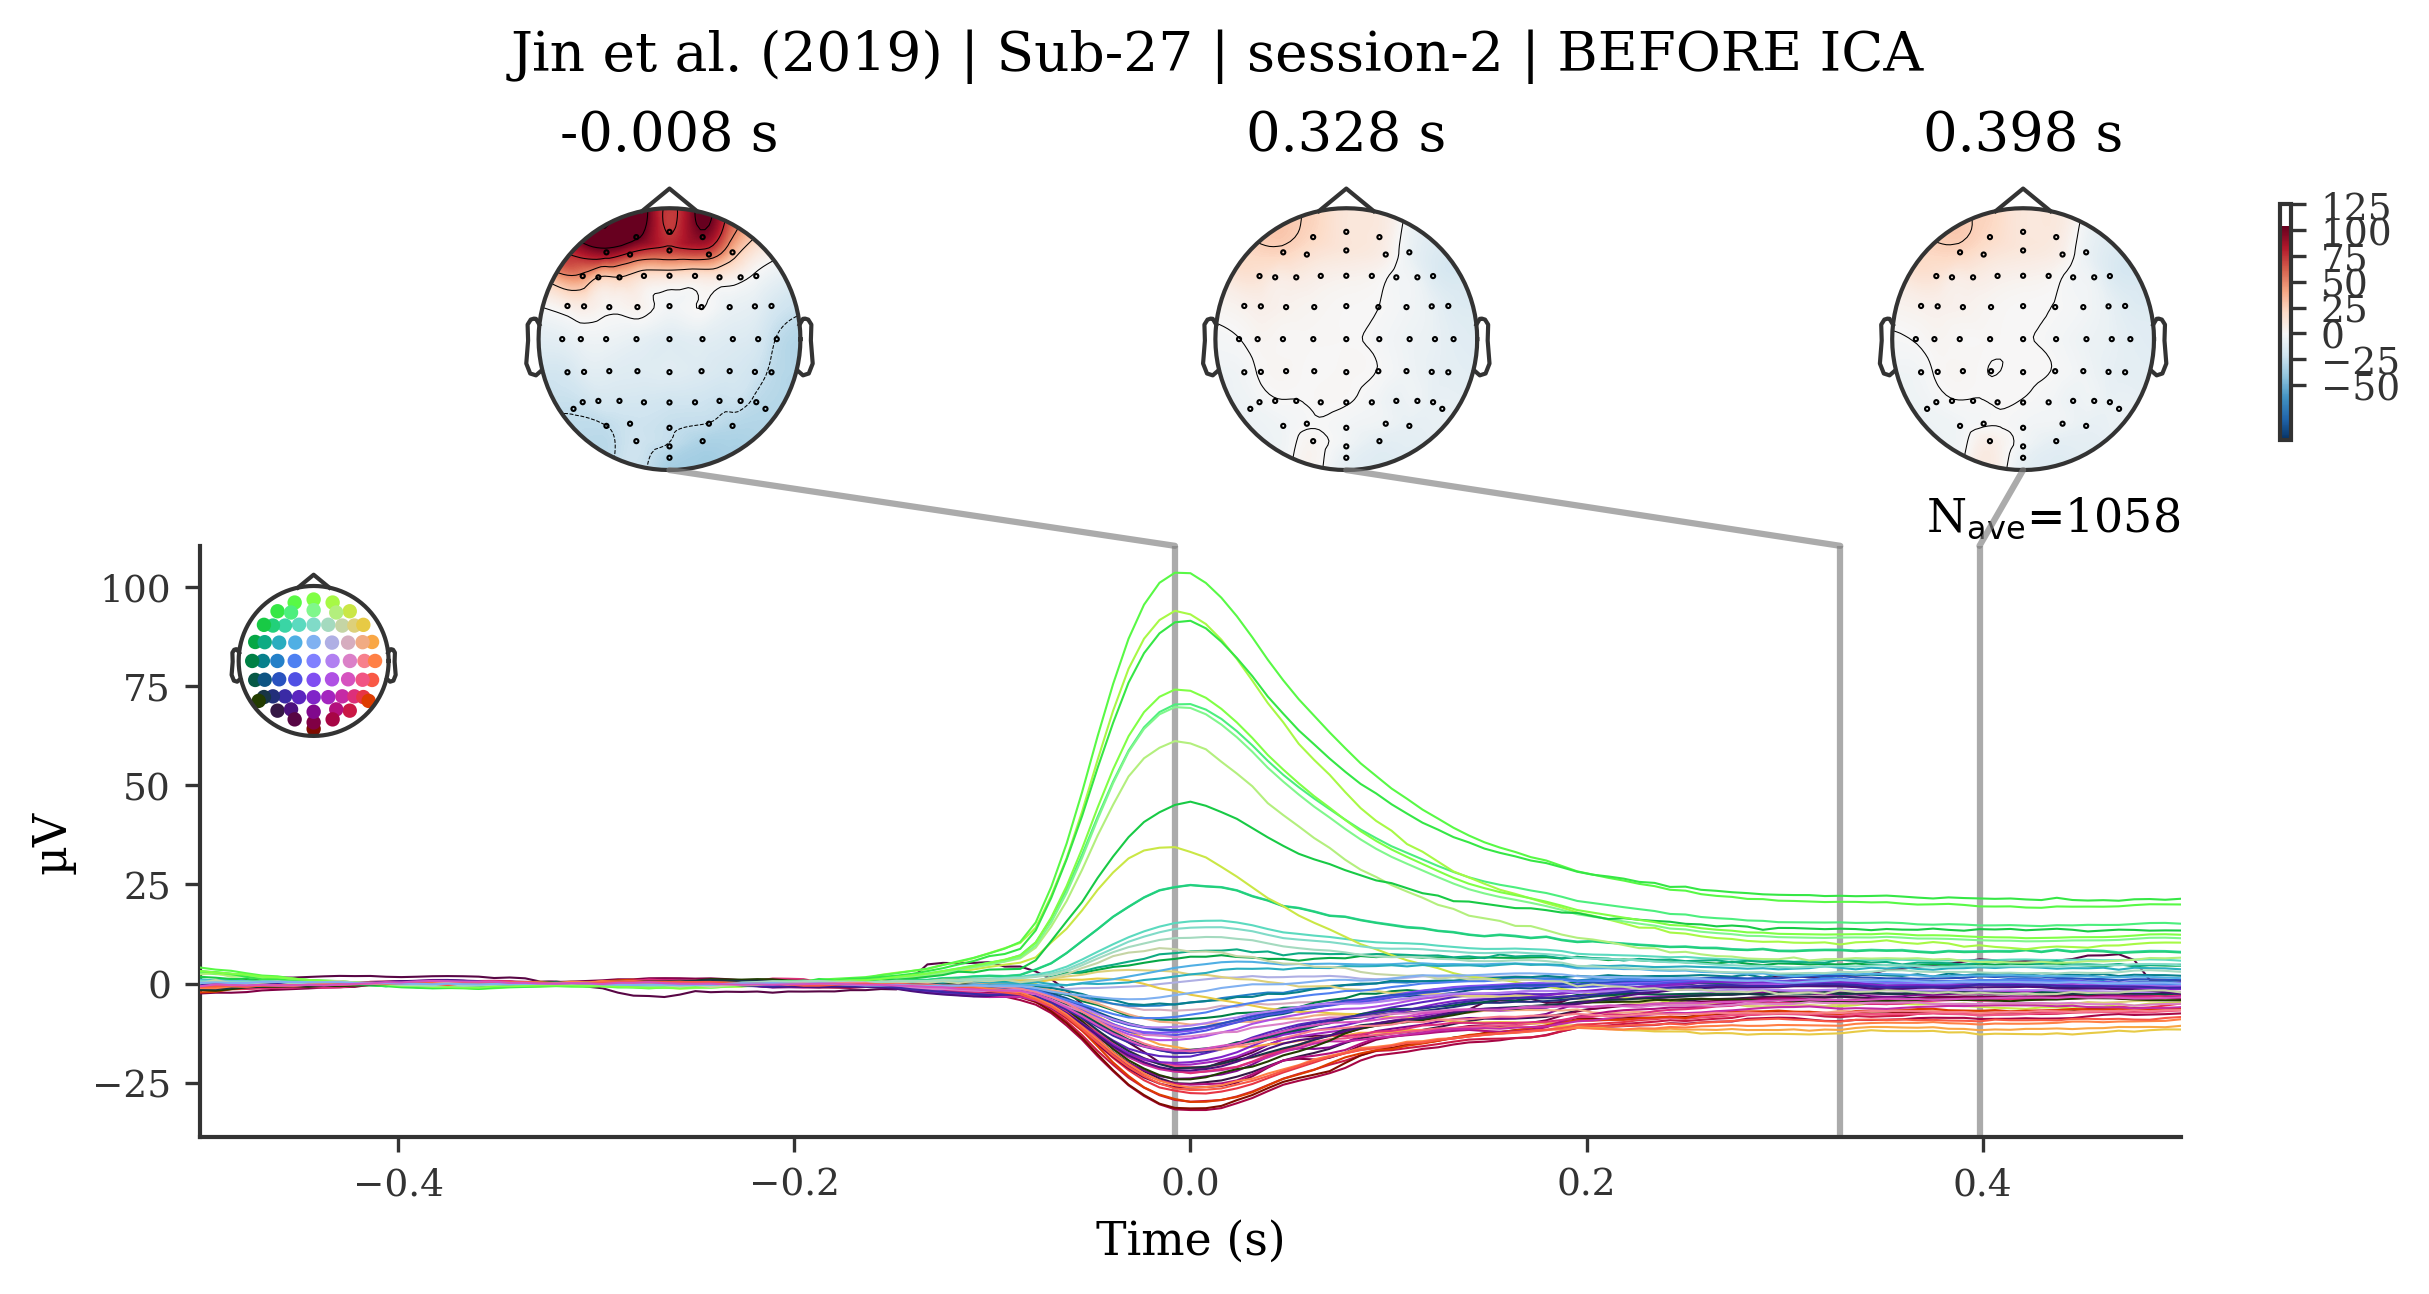 Jin et al. (2019) | Sub-27 | session-2 | BEFORE ICA
-0.008 s
0.328 s
0.398 s
125
100
75
50
25
0
−25
−50
Nave=1058
100
75
50
25
0
−25
µV
−0.4
−0.2
0.0
0.2
0.4
Time (s)